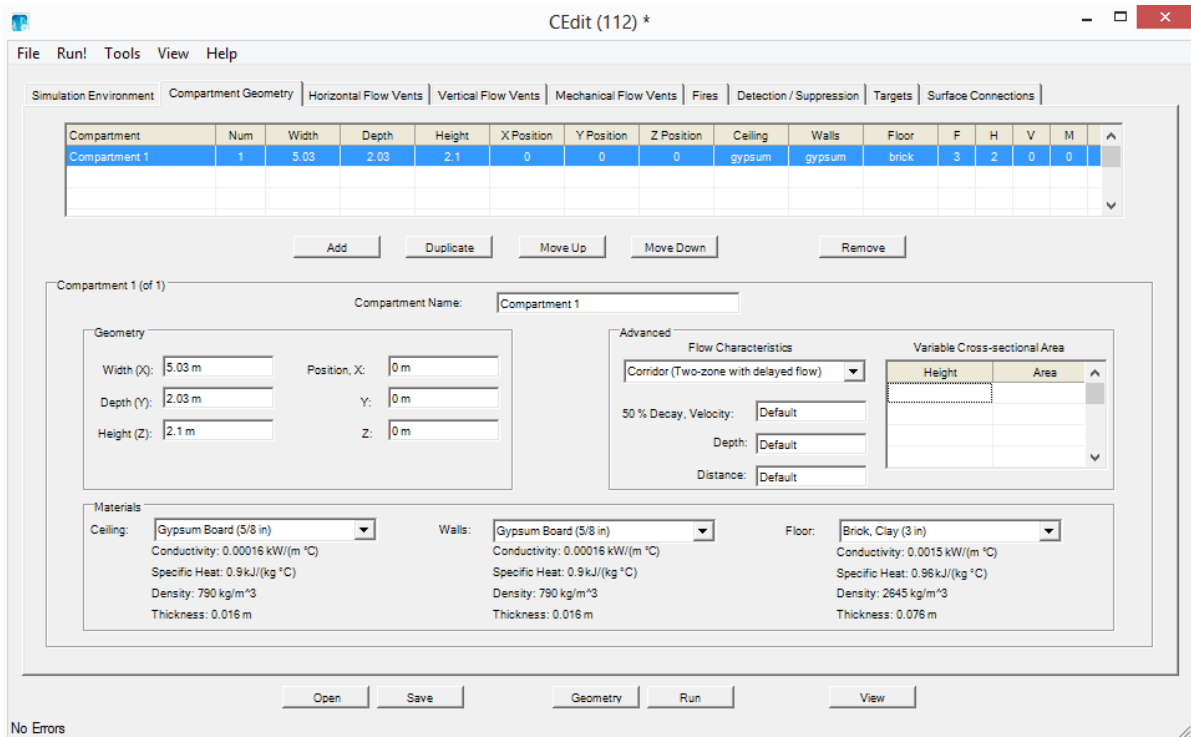 CEdit (112) *
File Run! Tools View Help
Simulation Environment Compartment Geometry Horizontal Flow Vents Vertical Flow Vents Mechanical Flow Vents Fires Detection / Suppression Targets Surface Connections
Compartment Num Width Depth Height X Position Y Position Z Position Ceiling Walls Floor F H V M
Compartment 1 1 5.03 2.03 2.1 0 0 0 gypsum gypsum brick 3 2 0 0
Add Duplicate Move Up Move Down Remove
Compartment 1 (of 1)
Compartment Name: Compartment 1
Geometry
Width (X): 5.03 m Position, X: 0 m
Depth (Y): 2.03 m Y: 0 m
Height (Z): 2.1 m Z: 0 m
Advanced
Flow Characteristics Variable Cross-sectional Area
Corridor (Two-zone with delayed flow) Height Area
50 % Decay, Velocity: Default
Depth: Default
Distance: Default
Materials
Ceiling: Gypsum Board (5/8 in) Walls: Gypsum Board (5/8 in) Floor: Brick, Clay (3 in)
Conductivity: 0.00016 kW/(m °C) Conductivity: 0.00016 kW/(m °C) Conductivity: 0.0015 kW/(m °C)
Specific Heat: 0.9kJ/(kg °C) Specific Heat: 0.9kJ/(kg °C) Specific Heat: 0.96kJ/(kg °C)
Density: 790 kg/m^3 Density: 790 kg/m^3 Density: 2645 kg/m^3
Thickness: 0.016 m Thickness: 0.016 m Thickness: 0.076 m
Open Save Geometry Run View
No Errors